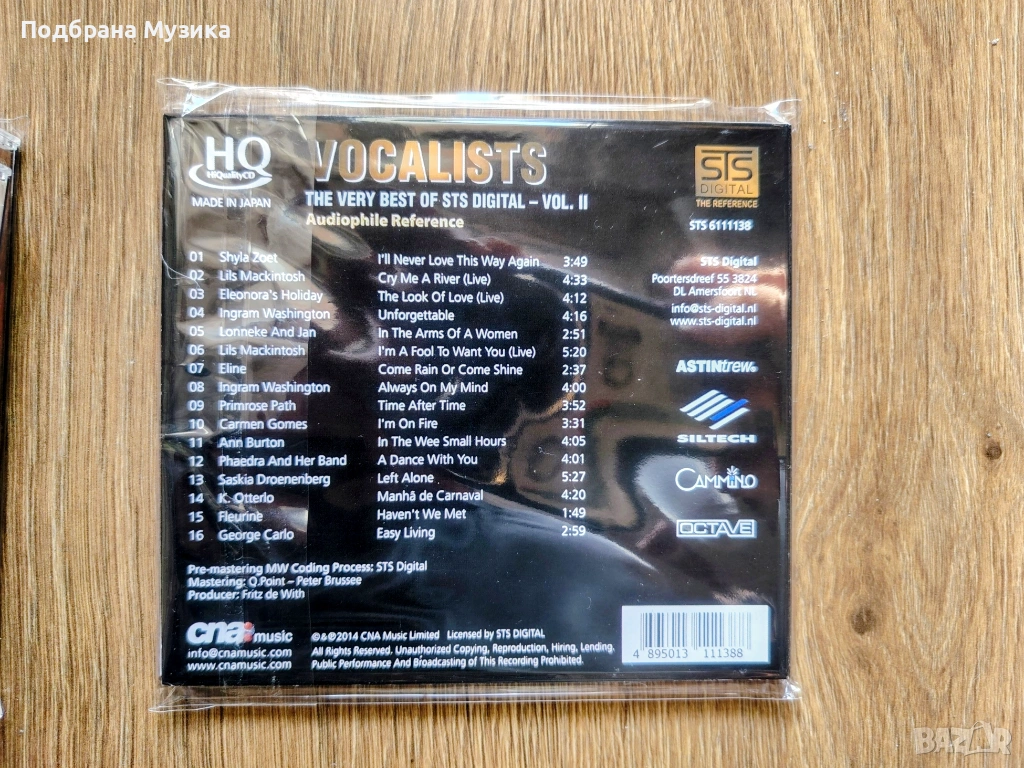 Подбрана Музика
HQ
HiQualityCD
MADE IN JAPAN
VOCALISTS
THE VERY BEST OF STS DIGITAL – VOL. II
Audiophile Reference
STS
DIGITAL
THE REFERENCE
STS 6111138
01 Shyla Zoet I'll Never Love This Way Again 3:49
02 Lils Mackintosh Cry Me A River (Live) 4:33
03 Eleonora's Holiday The Look Of Love (Live) 4:12
04 Ingram Washington Unforgettable 4:16
05 Lonneke And Jan In The Arms Of A Women 2:51
06 Lils Mackintosh I'm A Fool To Want You (Live) 5:20
07 Eline Come Rain Or Come Shine 2:37
08 Ingram Washington Always On My Mind 4:00
09 Primrose Path Time After Time 3:52
10 Carmen Gomes I'm On Fire 3:31
11 Ann Burton In The Wee Small Hours 4:05
12 Phaedra And Her Band A Dance With You 4:01
13 Saskia Droenenberg Left Alone 5:27
14 K. Otterlo Manhã de Carnaval 4:20
15 Fleurine Haven't We Met 1:49
16 George Carlo Easy Living 2:59
STS Digital
Poortersdreef 55 3824
DL Amersfoort NL
info@sts-digital.nl
www.sts-digital.nl
ASTINtrew
SILTECH
CAMMINO
OCTAVE
Pre-mastering MW Coding Process: STS Digital
Mastering: Q.Point – Peter Brussee
Producer: Fritz de With
cna music
info@cnamusic.com
www.cnamusic.com
©&℗2014 CNA Music Limited Licensed by STS DIGITAL
All Rights Reserved. Unauthorized Copying, Reproduction, Hiring, Lending.
Public Performance And Broadcasting of This Recording Prohibited.
4 895013 111388
BAZAR